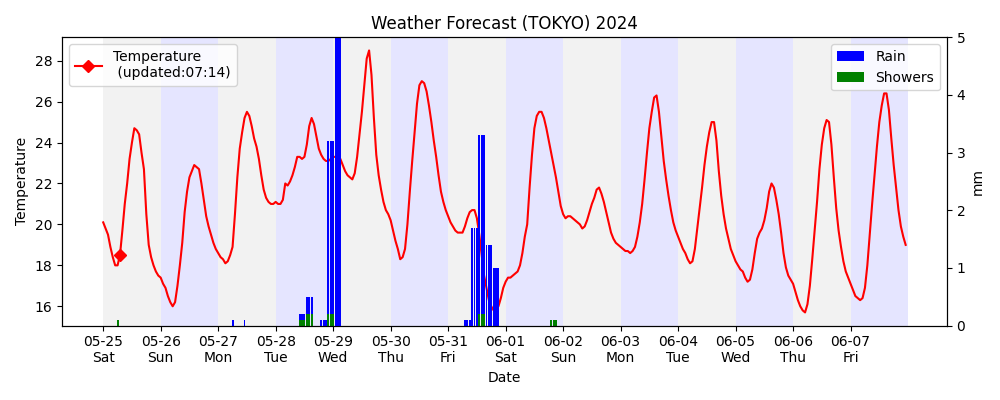 Weather Forecast (TOKYO) 2024
Temperature
(updated:07:14)
Rain
Showers
Temperature
28
26
24
22
20
18
16
5
4
3
2
1
0
mm
05-25 05-26 05-27 05-28 05-29 05-30 05-31 06-01 06-02 06-03 06-04 06-05 06-06 06-07
Sat Sun Mon Tue Wed Thu Fri Sat Sun Mon Tue Wed Thu Fri
Date